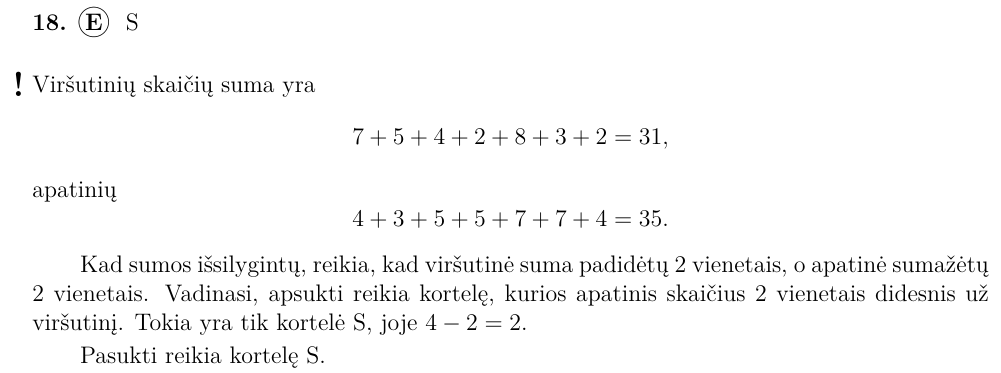 18. E S
! Viršutinių skaičių suma yra
7 + 5 + 4 + 2 + 8 + 3 + 2 = 31,
apatinių
4 + 3 + 5 + 5 + 7 + 7 + 4 = 35.
Kad sumos išsilygintų, reikia, kad viršutinė suma padidėtų 2 vienetais, o apatinė sumažėtų
2 vienetais. Vadinasi, apsukti reikia kortelę, kurios apatinis skaičius 2 vienetais didesnis už
viršutinį. Tokia yra tik kortelė S, joje 4 − 2 = 2.
Pasukti reikia kortelę S.